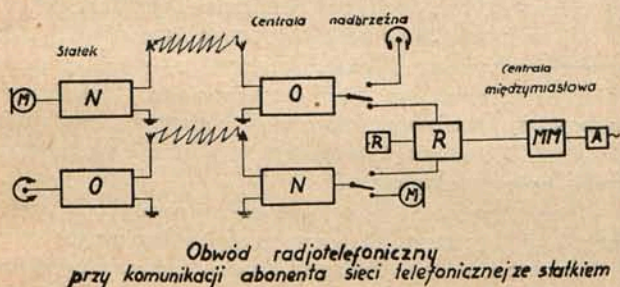 Statek
Centrala nadbrzeżna
Centrala
międzymiastowa
M
N
O
R
R
MM
A
O
N
M
Obwód radjotelefoniczny
przy komunikacji abonenta sieci telefonicznej ze statkiem